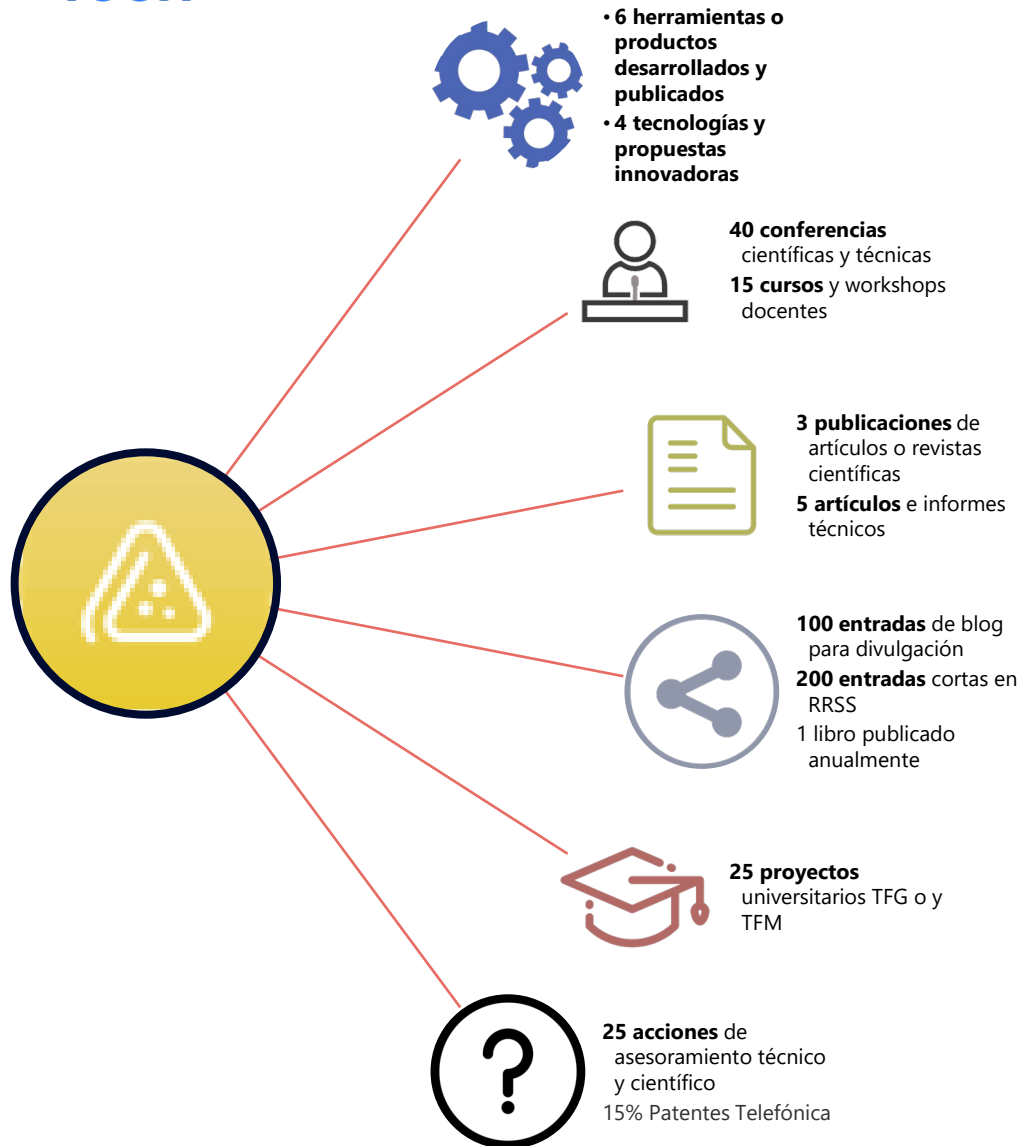 • 6 herramientas o
productos
desarrollados y
publicados
• 4 tecnologías y
propuestas
innovadoras
40 conferencias
científicas y técnicas
15 cursos y workshops
docentes
3 publicaciones de
artículos o revistas
científicas
5 artículos e informes
técnicos
100 entradas de blog
para divulgación
200 entradas cortas en
RRSS
1 libro publicado
anualmente
25 proyectos
universitarios TFG o y
TFM
25 acciones de
asesoramiento técnico
y científico
15% Patentes Telefónica